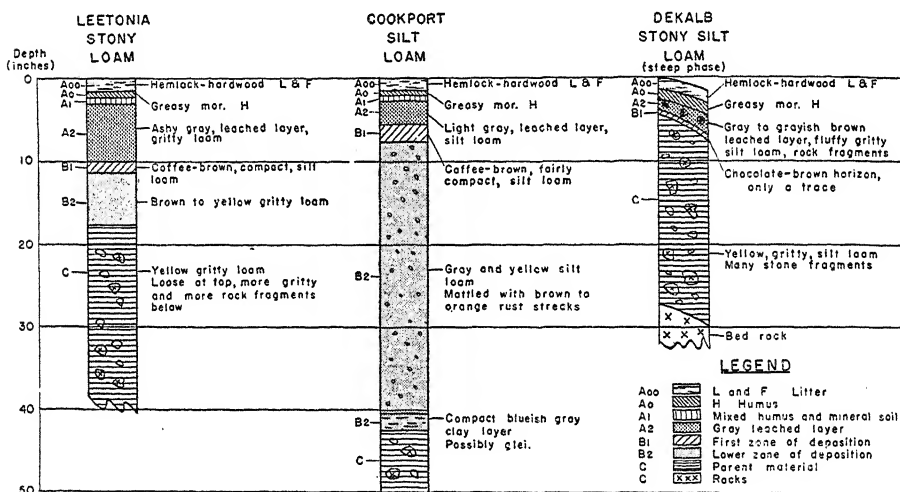 LEETONIA
STONY
LOAM
COOKPORT
SILT
LOAM
DEKALB
STONY SILT
LOAM
(steep phase)
Depth
(inches)
0
10
20
30
40
50
Aoo
Ao
A1
A2
B1
B2
C
Hemlock-hardwood L & F
Greasy mor. H
Ashy gray, leached layer,
gritty loam
Coffee-brown, compact, silt
loam
Brown to yellow gritty loam
Yellow gritty loam
Loose at top, more gritty
and more rock fragments
below
Aoo
Ao
A1
A2
B1
B2
B2
C
Hemlock-hardwood L & F
Greasy mor. H
Light gray, leached layer,
silt loam
Coffee-brown, fairly
compact, silt loam
Gray and yellow silt
loam
Mattled with brown to
orange rust strecks
Compact blueish gray
clay layer
Possibly glei.
Aoo
Ao
A2
B1
C
Hemlock-hardwood L & F
Greasy mor. H
Gray to grayish brown
leached layer, fluffy gritty
silt loam, rock fragments
Chocolate-brown horizon,
only a trace
Yellow, gritty, silt loam
Many stone fragments
Bed rock
LEGEND
Aoo L and F Litter
Ao H Humus
A1 Mixed humus and mineral soil
A2 Gray leached layer
B1 First zone of deposition
B2 Lower zone of deposition
C Parent material
C Rocks